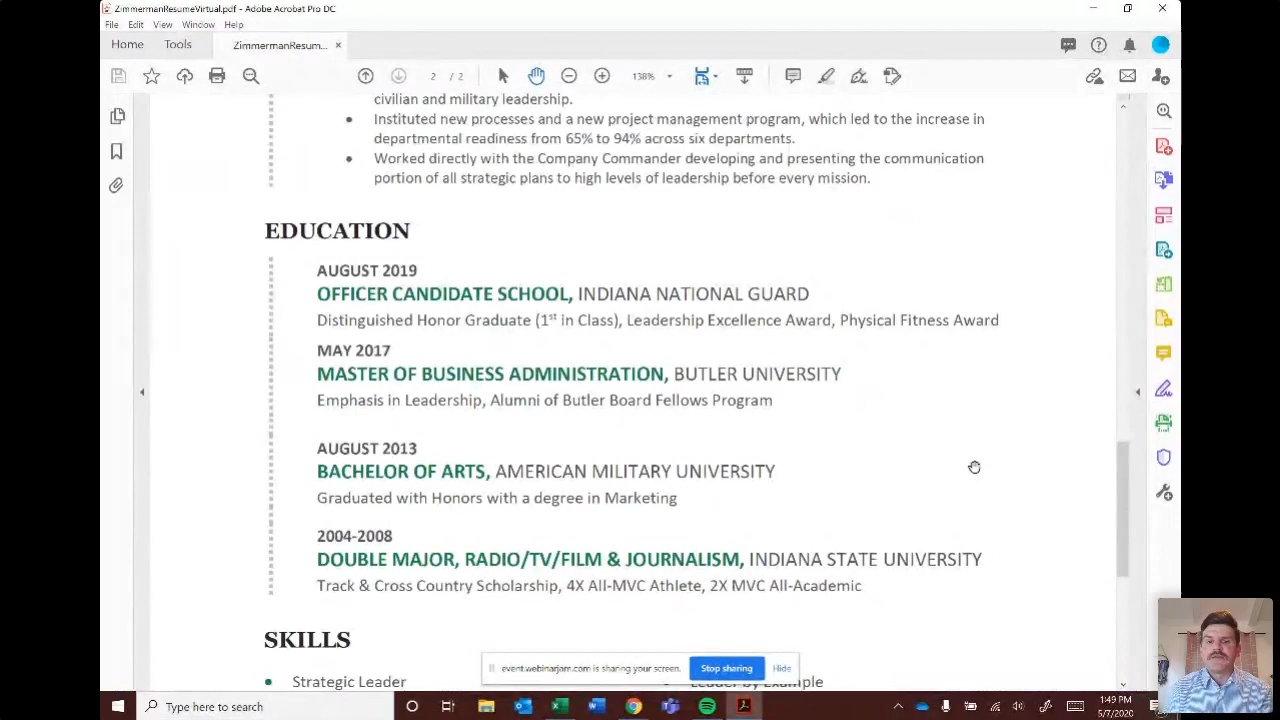 ZimmermanResumeVirtual.pdf - Adobe Acrobat Pro DC
File Edit View Window Help
Home Tools ZimmermanResum... ×
2 / 2 138%
civilian and military leadership.
• Instituted new processes and a new project management program, which led to the increase in
departmental readiness from 65% to 94% across six departments.
• Worked directly with the Company Commander developing and presenting the communication
portion of all strategic plans to high levels of leadership before every mission.
EDUCATION
AUGUST 2019
OFFICER CANDIDATE SCHOOL, INDIANA NATIONAL GUARD
Distinguished Honor Graduate (1st in Class), Leadership Excellence Award, Physical Fitness Award
MAY 2017
MASTER OF BUSINESS ADMINISTRATION, BUTLER UNIVERSITY
Emphasis in Leadership, Alumni of Butler Board Fellows Program
AUGUST 2013
BACHELOR OF ARTS, AMERICAN MILITARY UNIVERSITY
Graduated with Honors with a degree in Marketing
2004-2008
DOUBLE MAJOR, RADIO/TV/FILM & JOURNALISM, INDIANA STATE UNIVERSITY
Track & Cross Country Scholarship, 4X All-MVC Athlete, 2X MVC All-Academic
SKILLS
event.webinarjam.com is sharing your screen. Stop sharing Hide
• Strategic Leader
• Leader by Example
Type here to search
1:49 PM
5/7/2020